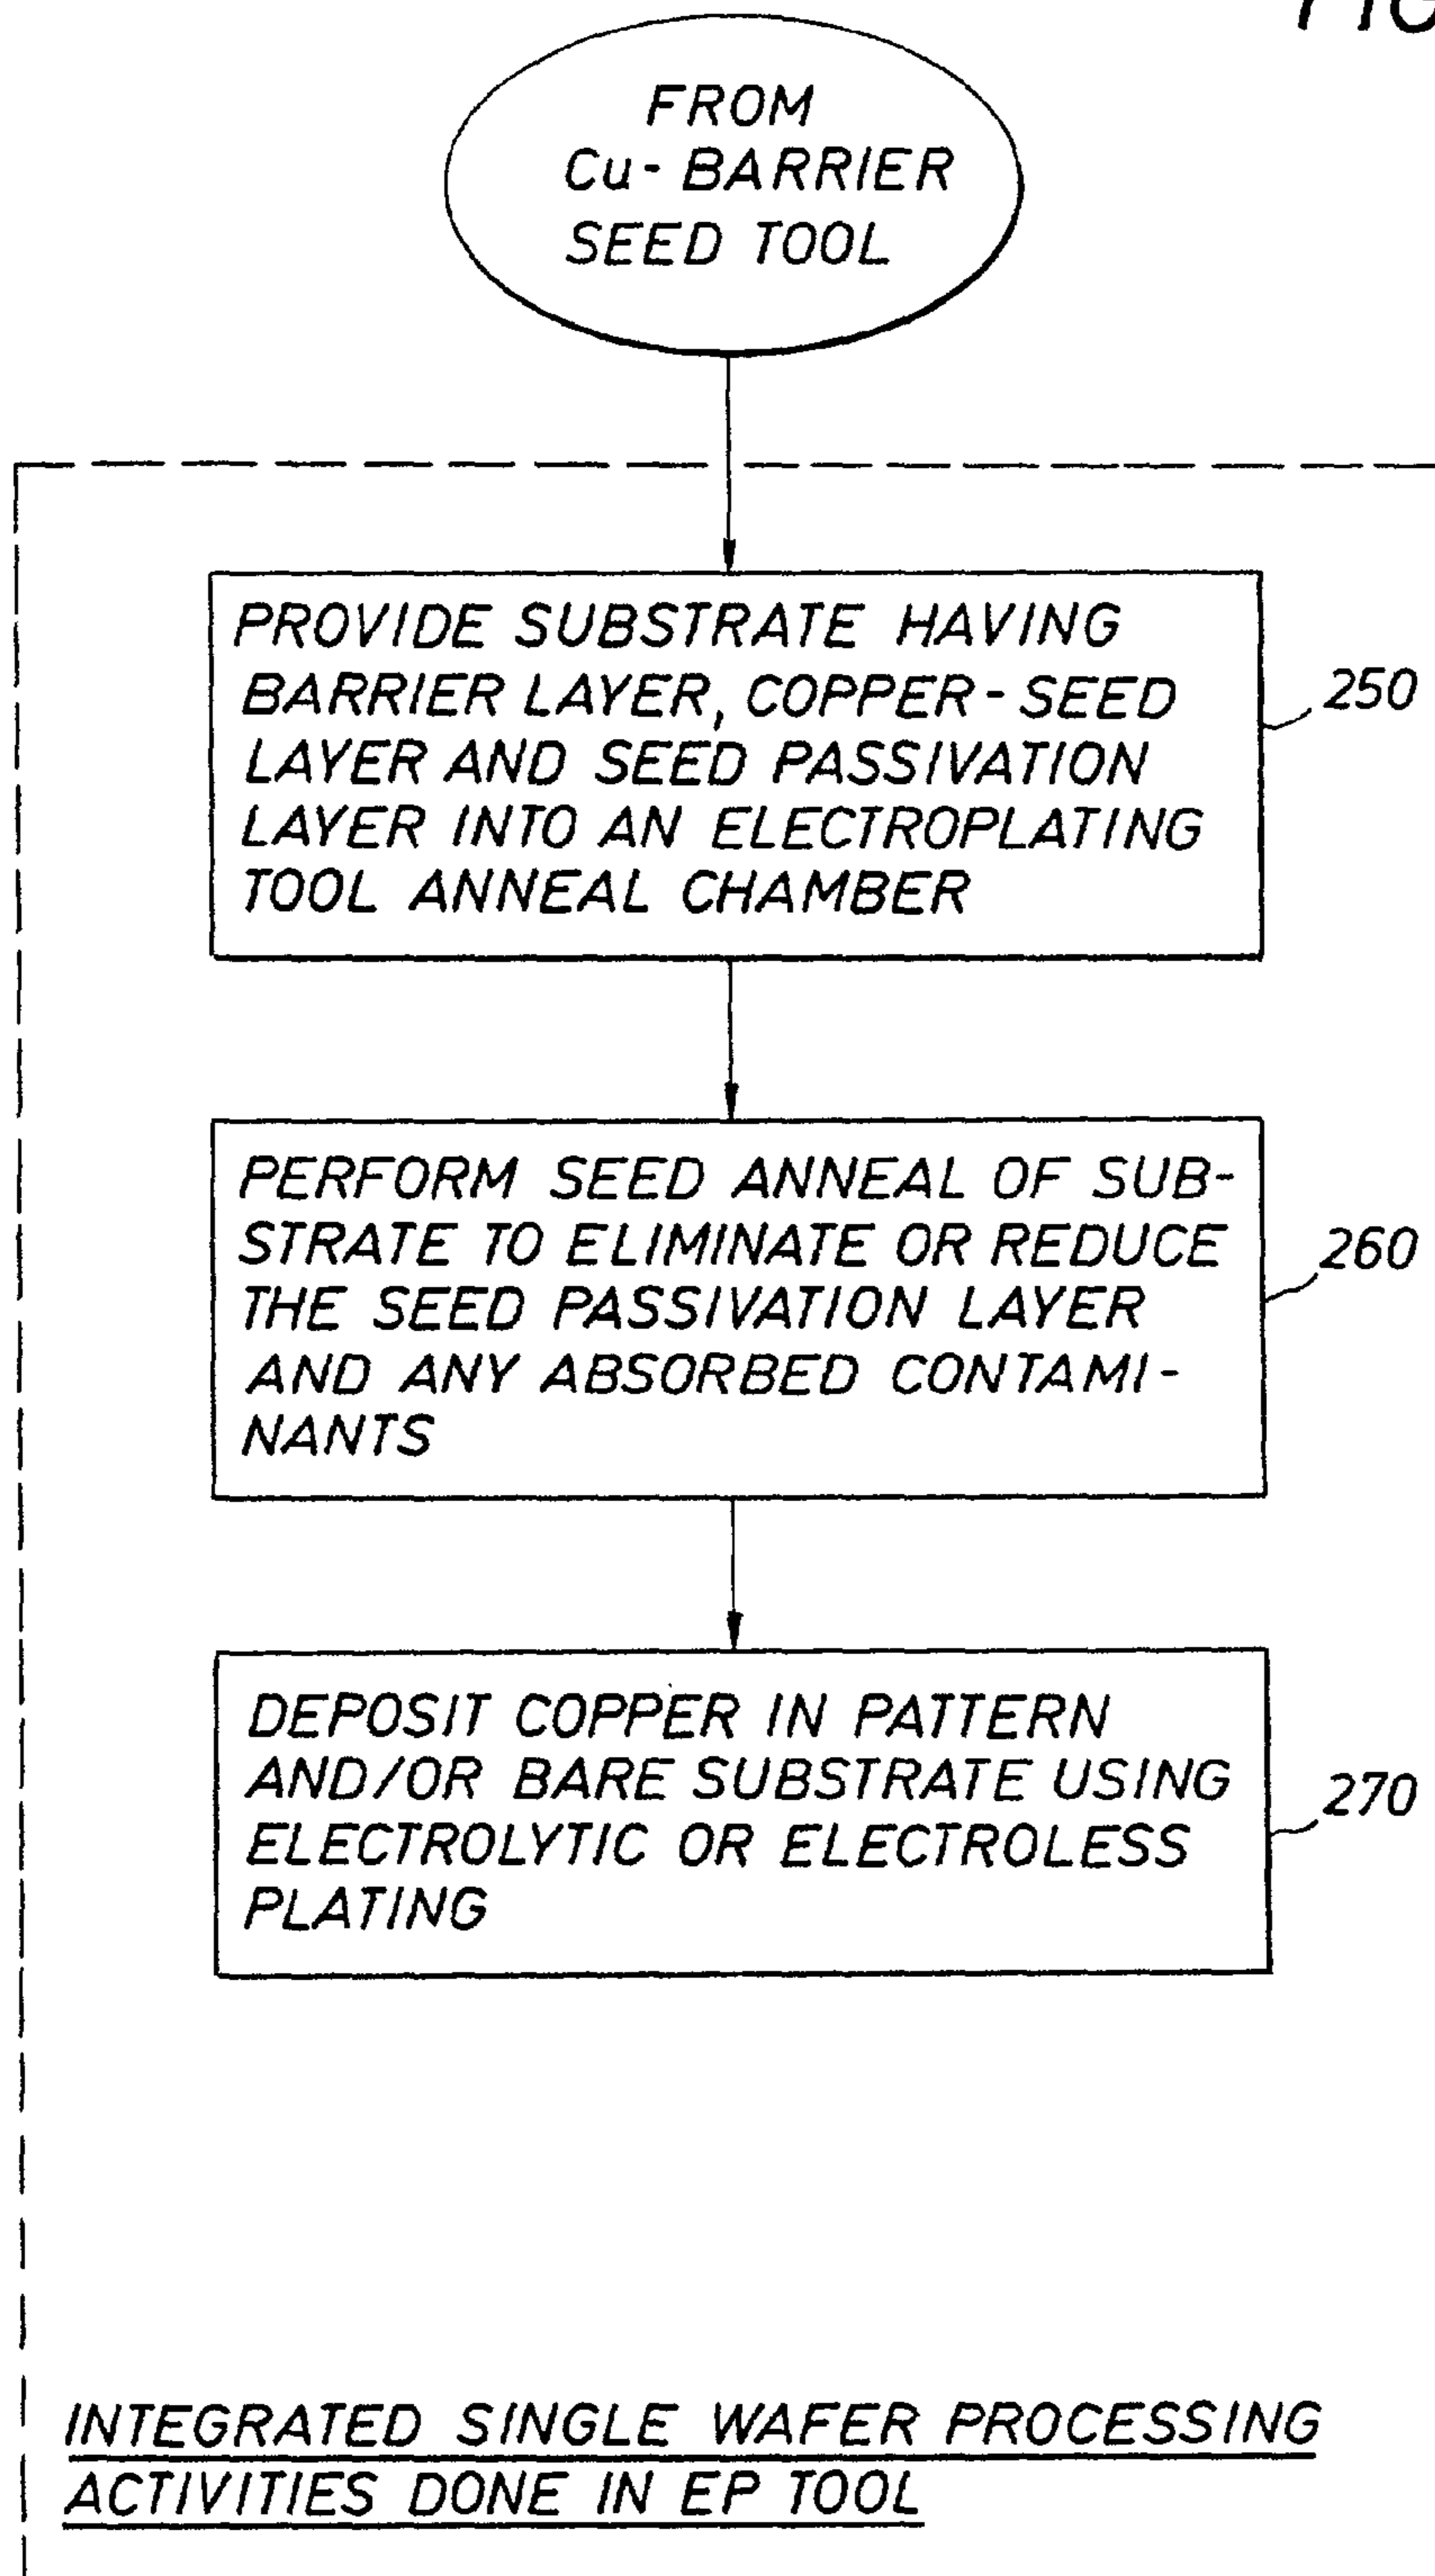 FIG
FROM
Cu- BARRIER
SEED TOOL
PROVIDE SUBSTRATE HAVING
BARRIER LAYER, COPPER-SEED
LAYER AND SEED PASSIVATION
LAYER INTO AN ELECTROPLATING
TOOL ANNEAL CHAMBER
250
PERFORM SEED ANNEAL OF SUB-
STRATE TO ELIMINATE OR REDUCE
THE SEED PASSIVATION LAYER
AND ANY ABSORBED CONTAMI-
NANTS
260
DEPOSIT COPPER IN PATTERN
AND/OR BARE SUBSTRATE USING
ELECTROLYTIC OR ELECTROLESS
PLATING
270
INTEGRATED SINGLE WAFER PROCESSING
ACTIVITIES DONE IN EP TOOL